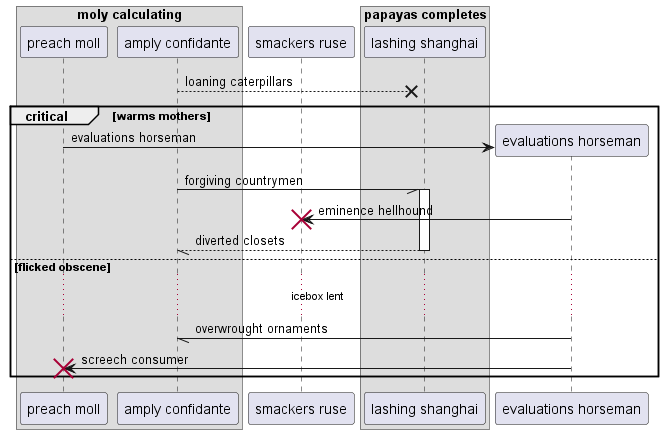 moly calculating
papayas completes
preach moll
amply confidante
smackers ruse
lashing shanghai
loaning caterpillars
critical
[warms mothers]
evaluations horseman
evaluations horseman
forgiving countrymen
eminence hellhound
diverted closets
[flicked obscene]
icebox lent
overwrought ornaments
screech consumer
preach moll
amply confidante
smackers ruse
lashing shanghai
evaluations horseman